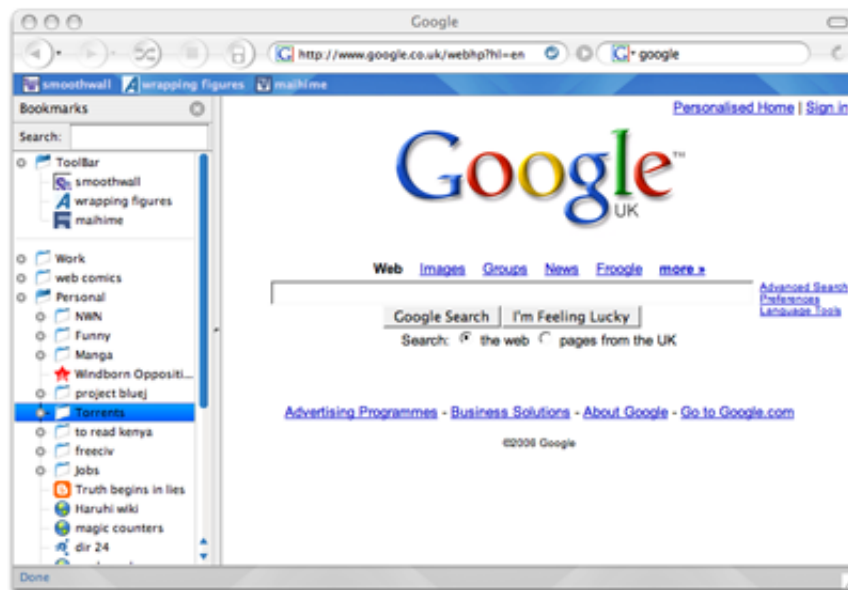 Google
http://www.google.co.uk/webhp?hl=en
google
smoothwall wrapping figures maihime
Bookmarks
Search:
ToolBar
smoothwall
wrapping figures
maihime
Work
web comics
Personal
NWN
Funny
Manga
Windborn Oppositi...
project bluej
Torrents
to read kenya
freeciv
Jobs
Truth begins in lies
Haruhi wiki
magic counters
dir 24
Personalised Home | Sign in
Google™
UK
Web Images Groups News Froogle more »
Advanced Search
Preferences
Language Tools
Google Search I'm Feeling Lucky
Search: the web pages from the UK
Advertising Programmes - Business Solutions - About Google - Go to Google.com
©2006 Google
Done